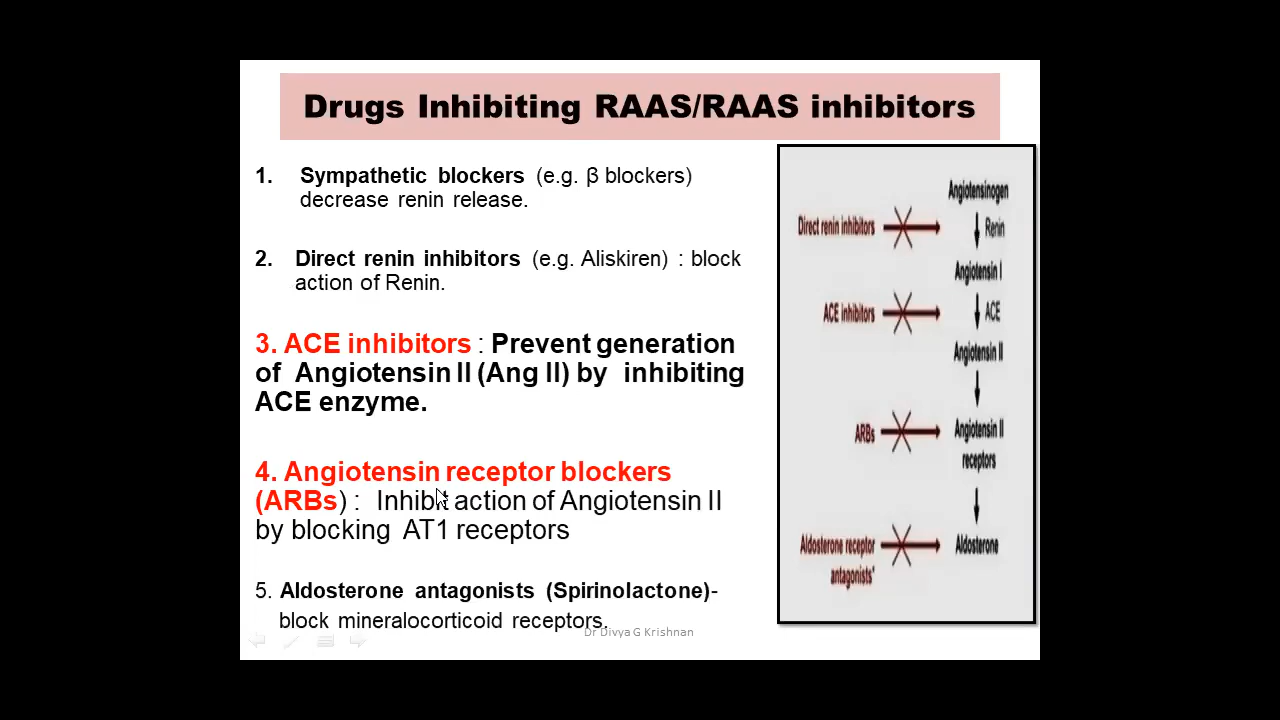 Drugs Inhibiting RAAS/RAAS inhibitors
1. Sympathetic blockers (e.g. β blockers)
decrease renin release.
2. Direct renin inhibitors (e.g. Aliskiren) : block
action of Renin.
3. ACE inhibitors : Prevent generation
of Angiotensin II (Ang II) by inhibiting
ACE enzyme.
4. Angiotensin receptor blockers
(ARBs) : Inhibit action of Angiotensin II
by blocking AT1 receptors
5. Aldosterone antagonists (Spirinolactone)-
block mineralocorticoid receptors.
Dr Divya G Krishnan
Angiotensinogen
Direct renin inhibitors
Renin
Angiotensin I
ACE inhibitors
ACE
Angiotensin II
ARBs
Angiotensin II
receptors
Aldosterone receptor
antagonists*
Aldosterone